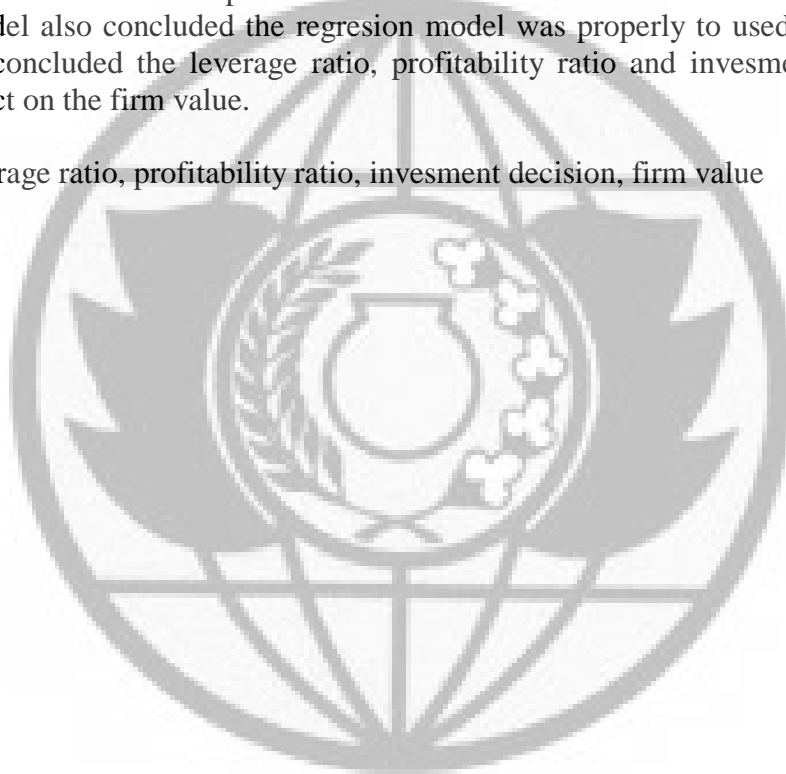 del also concluded the regresion model was properly to used
concluded the leverage ratio, profitability ratio and invesme
ct on the firm value.
rage ratio, profitability ratio, invesment decision, firm value